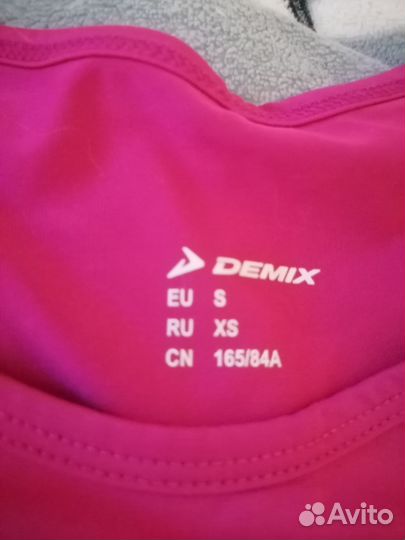 DEMIX
EU S
RU XS
CN 165/84A
Avito